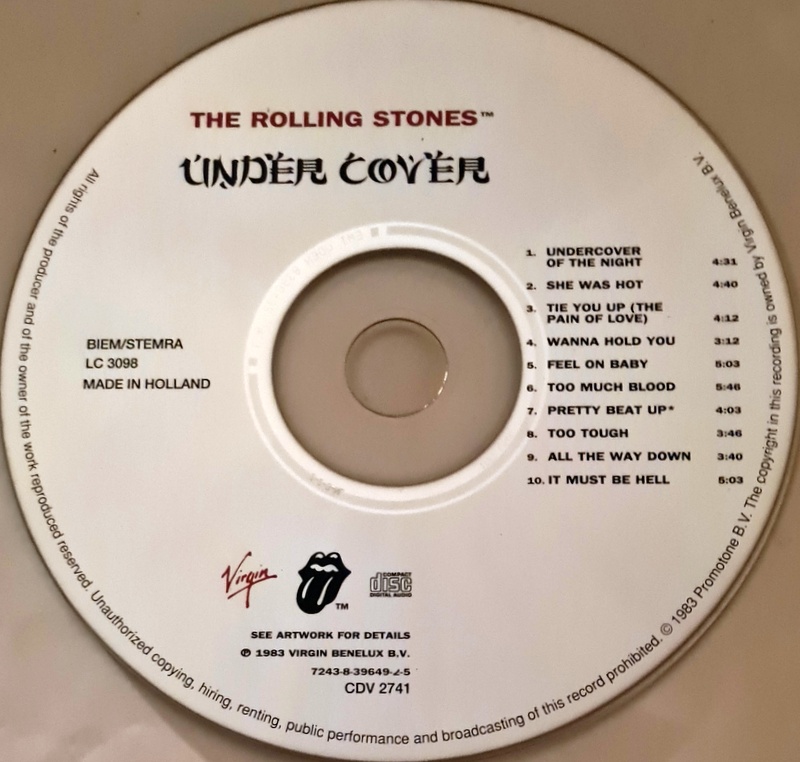 THE ROLLING STONES™
UNDER COVER
1. UNDERCOVER
OF THE NIGHT 4:31
2. SHE WAS HOT 4:40
3. TIE YOU UP (THE
PAIN OF LOVE) 4:12
4. WANNA HOLD YOU 3:12
5. FEEL ON BABY 5:03
6. TOO MUCH BLOOD 5:46
7. PRETTY BEAT UP* 4:03
8. TOO TOUGH 3:46
9. ALL THE WAY DOWN 3:40
10. IT MUST BE HELL 5:03
BIEM/STEMRA
LC 3098
MADE IN HOLLAND
Virgin
TM
COMPACT
disc
DIGITAL AUDIO
SEE ARTWORK FOR DETAILS
℗ 1983 VIRGIN BENELUX B.V.
7243-8-39649-2-5
CDV 2741
All rights of the producer and of the owner of the work reproduced reserved. Unauthorized copying, hiring, renting, public performance and broadcasting of this record prohibited. © 1983 Promotone B.V. The copyright in this recording is owned by Virgin Benelux B.V.